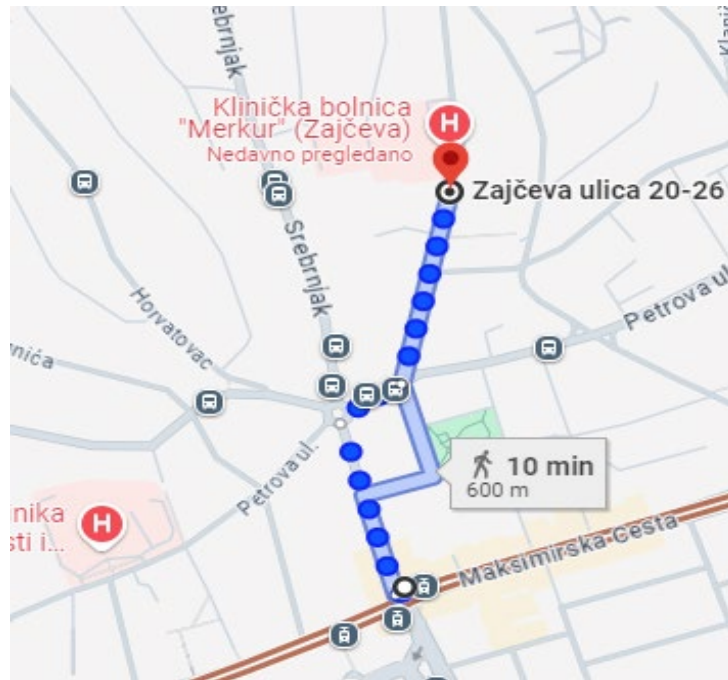 Srebrnjak
Klinička bolnica
"Merkur" (Zajčeva)
Nedavno pregledano
H
Zajčeva ulica 20-26
Srebrnjak
Horvatovac
Petrova ul.
Petrova ul.
10 min
600 m
H
Maksimirska Cesta